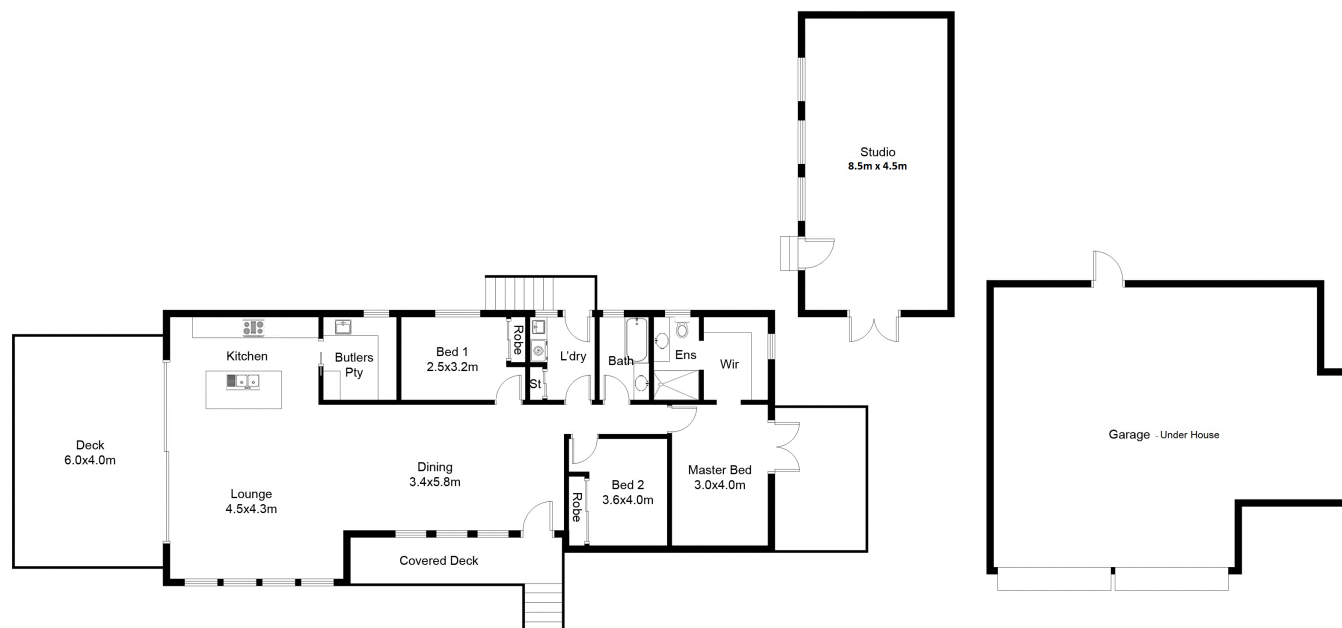 Studio
8.5m x 4.5m
Kitchen
Butlers
Pty
Bed 1
2.5x3.2m
Robe
L'dry
St
Bath
Ens
Wir
Deck
6.0x4.0m
Lounge
4.5x4.3m
Dining
3.4x5.8m
Bed 2
3.6x4.0m
Robe
Master Bed
3.0x4.0m
Covered Deck
Garage - Under House